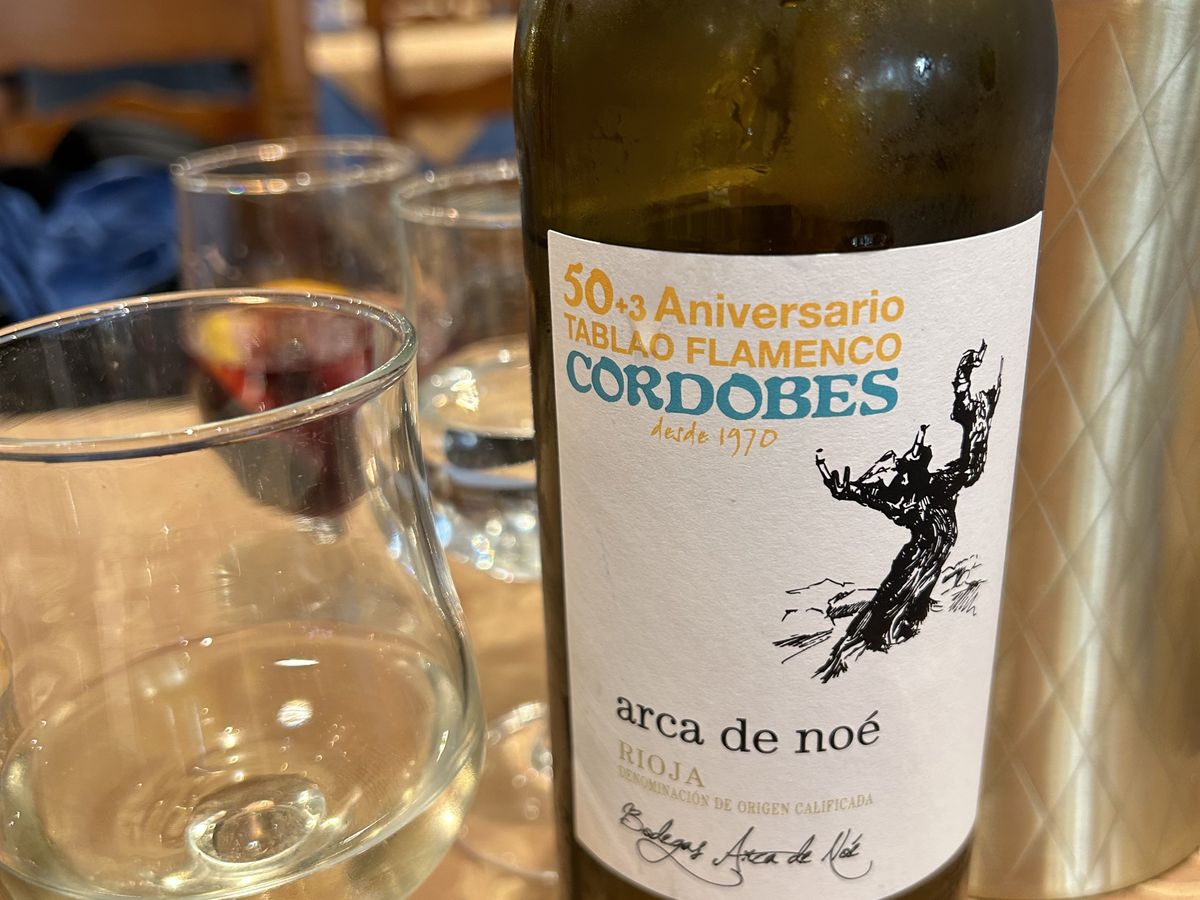 50+3 Aniversario
TABLAO FLAMENCO
CORDOBES
desde 1970
arca de noé
RIOJA
DENOMINACIÓN DE ORIGEN CALIFICADA
Bodegas Arca de Noé